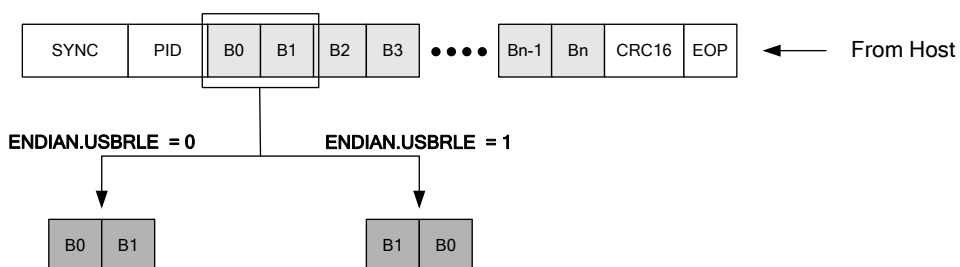 SYNC PID B0 B1 B2 B3 Bn-1 Bn CRC16 EOP From Host
ENDIAN.USBRLE = 0 ENDIAN.USBRLE = 1
B0 B1 B1 B0